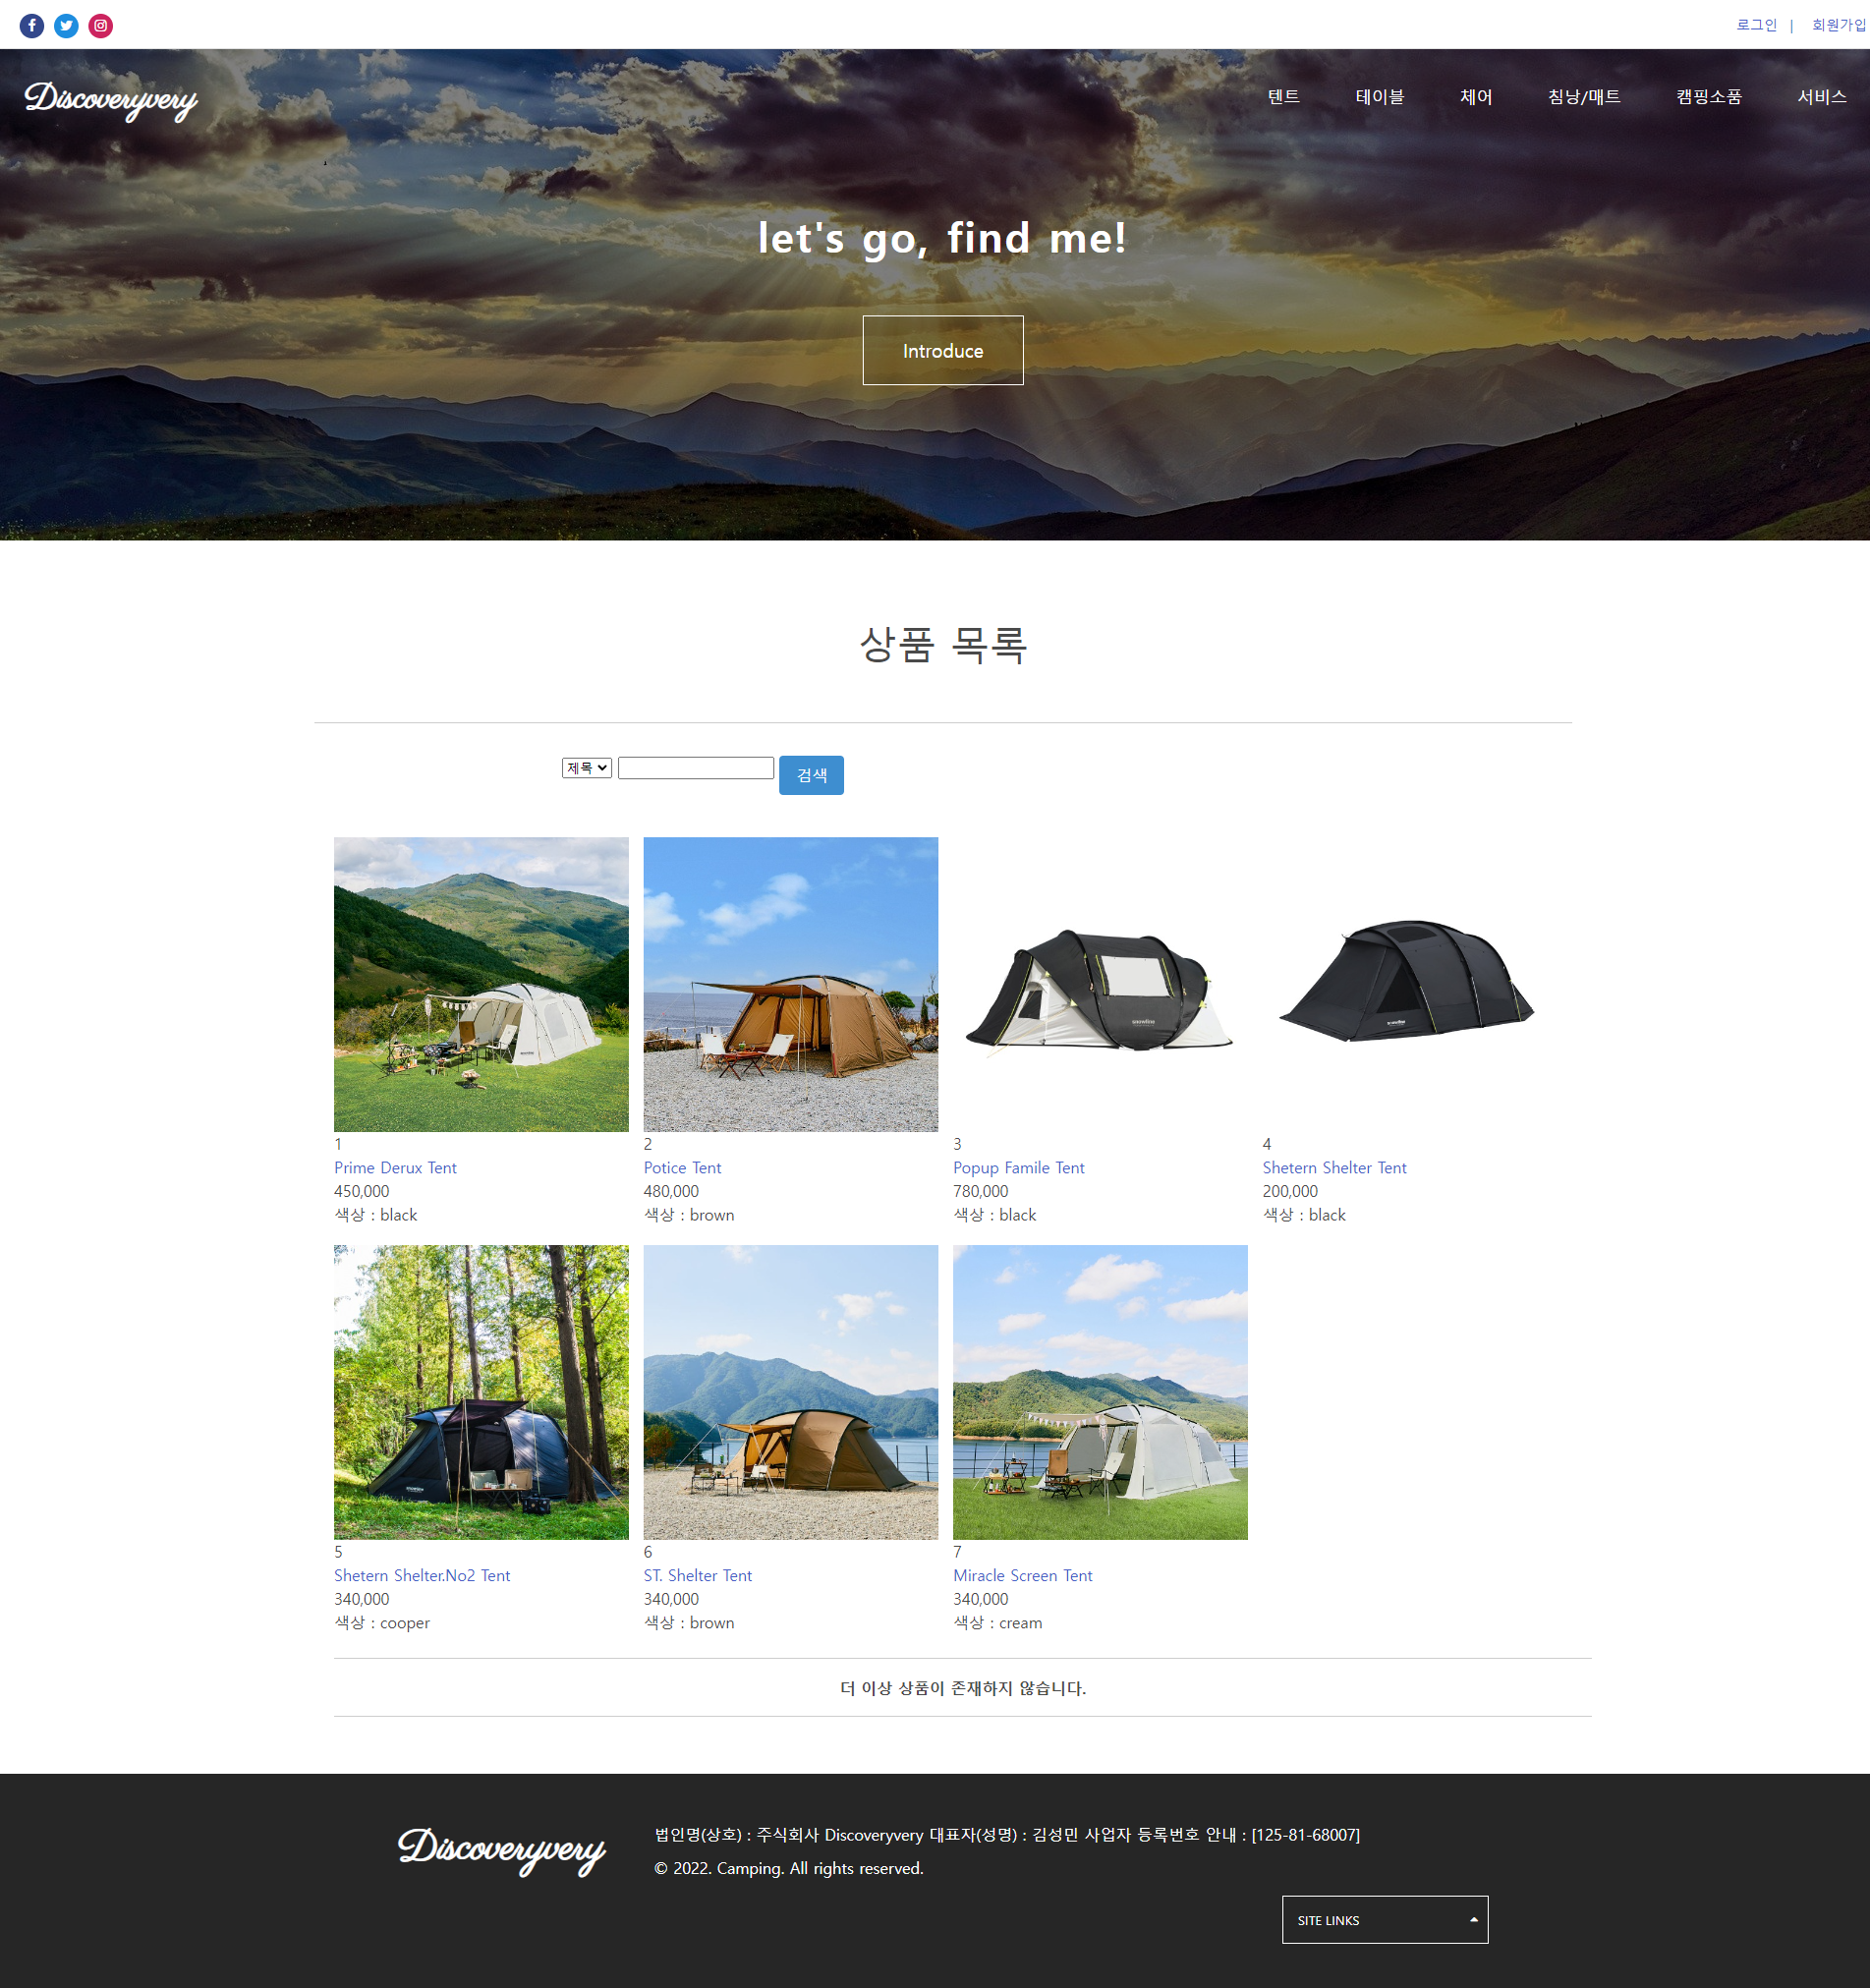 로그인 | 회원가입
Discoveryvery
텐트 테이블 체어 침낭/매트 캠핑소품 서비스
let's go, find me!
Introduce
상품 목록
제목 검색
1
Prime Derux Tent
450,000
색상 : black
2
Potice Tent
480,000
색상 : brown
snowline
3
Popup Famile Tent
780,000
색상 : black
snowline
4
Shetern Shelter Tent
200,000
색상 : black
5
Shetern Shelter.No2 Tent
340,000
색상 : cooper
6
ST. Shelter Tent
340,000
색상 : brown
7
Miracle Screen Tent
340,000
색상 : cream
더 이상 상품이 존재하지 않습니다.
Discoveryvery
법인명(상호) : 주식회사 Discoveryvery 대표자(성명) : 김성민 사업자 등록번호 안내 : [125-81-68007]
© 2022. Camping. All rights reserved.
SITE LINKS